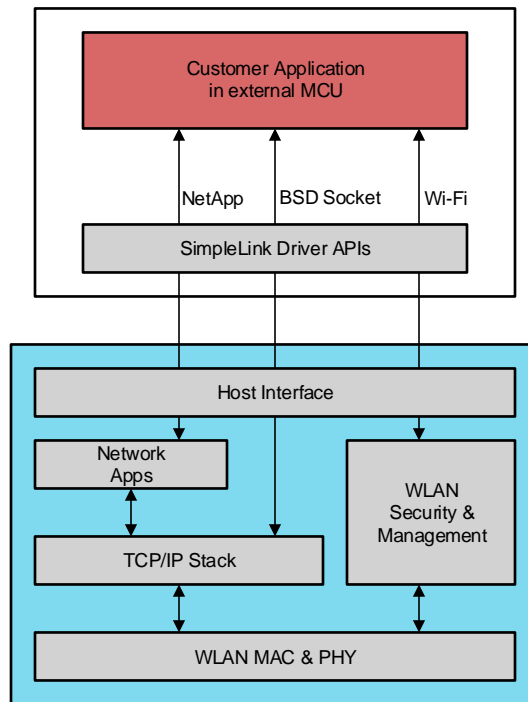 Customer Application
in external MCU
NetApp
BSD Socket
Wi-Fi
SimpleLink Driver APIs
Host Interface
Network
Apps
WLAN
Security &
Management
TCP/IP Stack
WLAN MAC & PHY